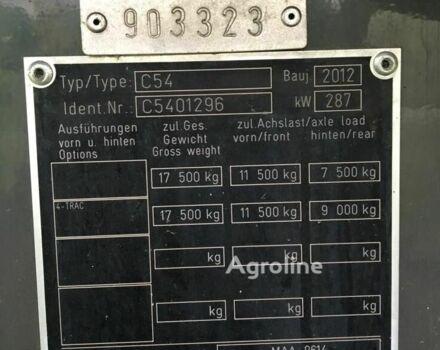 903323
Typ/Type: C54 Bauj 2012
Ident.Nr.: C5401296 kW 287
Ausführungen vorn u. hinten Options
zul.Ges. Gewicht Gross weight
zul.Achslast/axle load vorn/front hinten/rear
17 500 kg 11 500 kg 7 500 kg
4-TRAC 17 500 kg 11 500 kg 9 000 kg
kg kg kg
kg kg kg
Agroline
MAA 0614